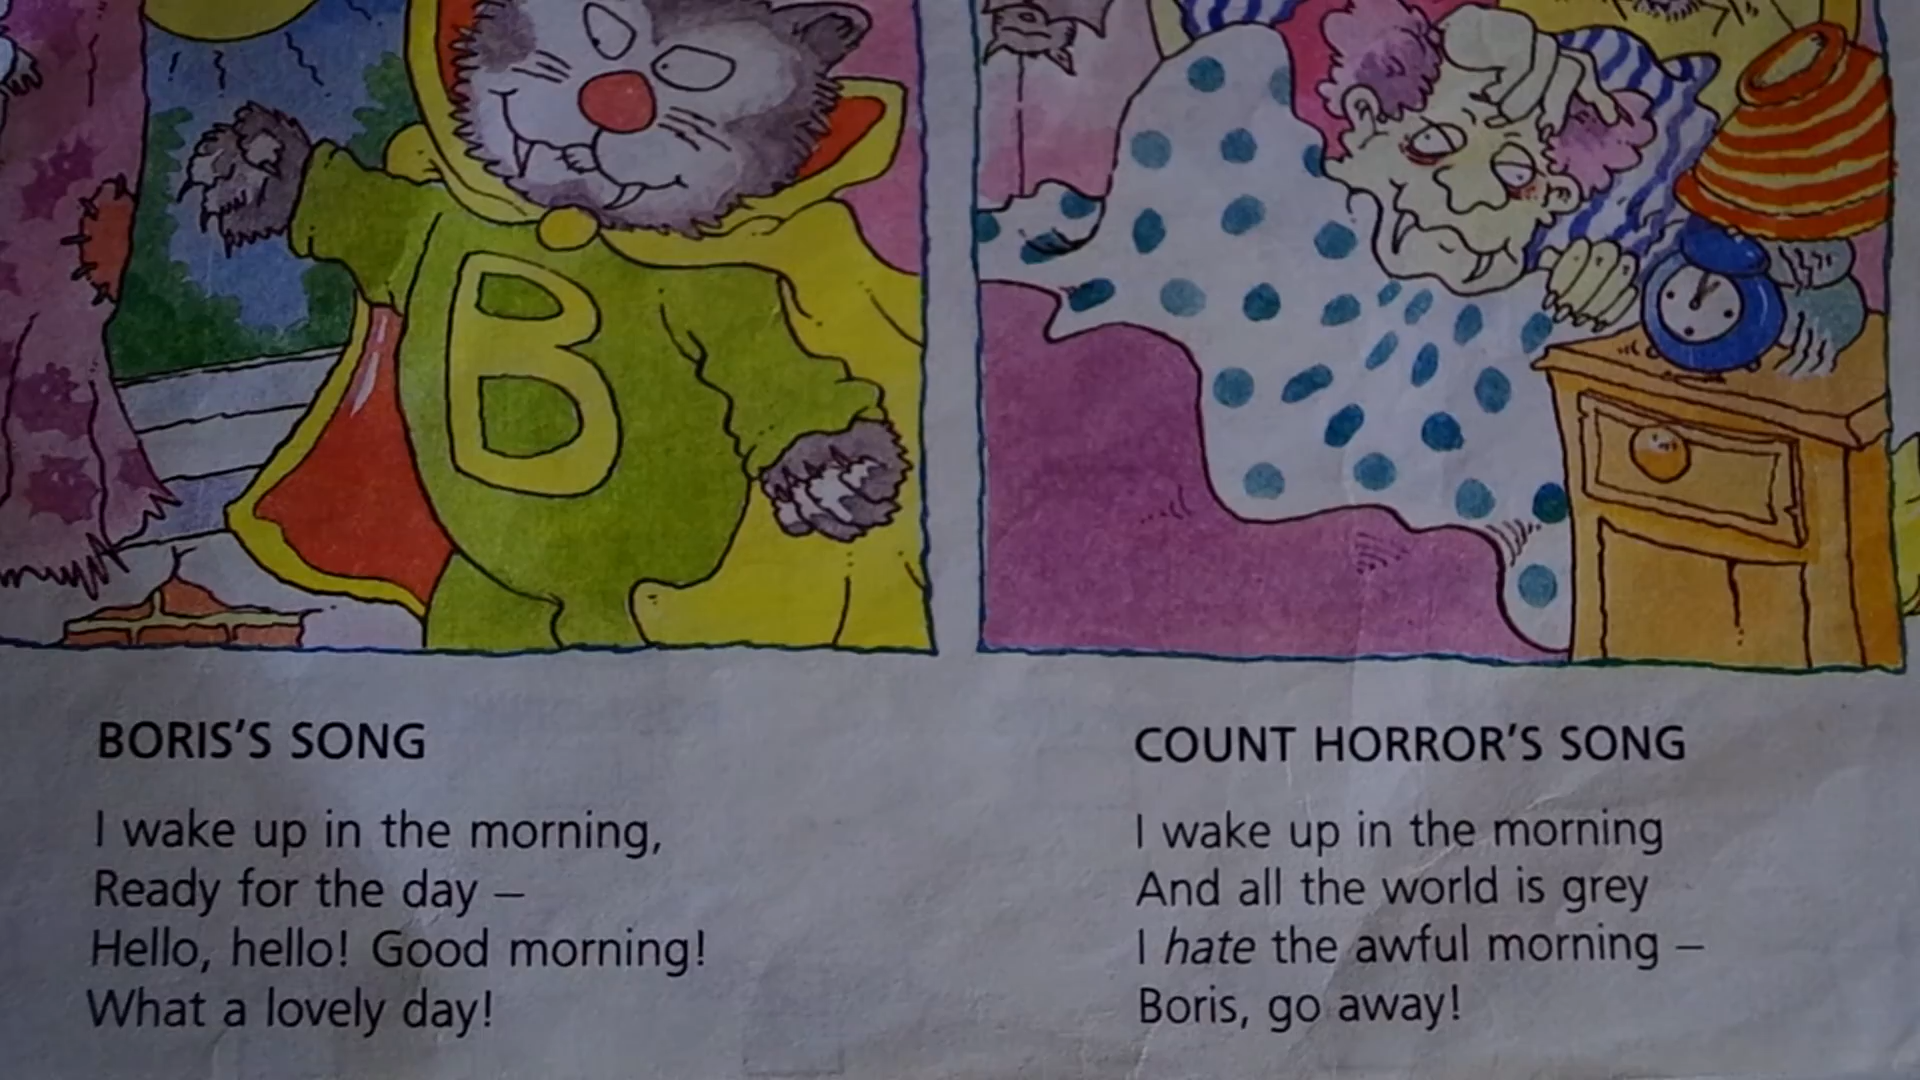 B
BORIS'S SONG
I wake up in the morning,
Ready for the day –
Hello, hello! Good morning!
What a lovely day!
COUNT HORROR'S SONG
I wake up in the morning
And all the world is grey
I hate the awful morning –
Boris, go away!